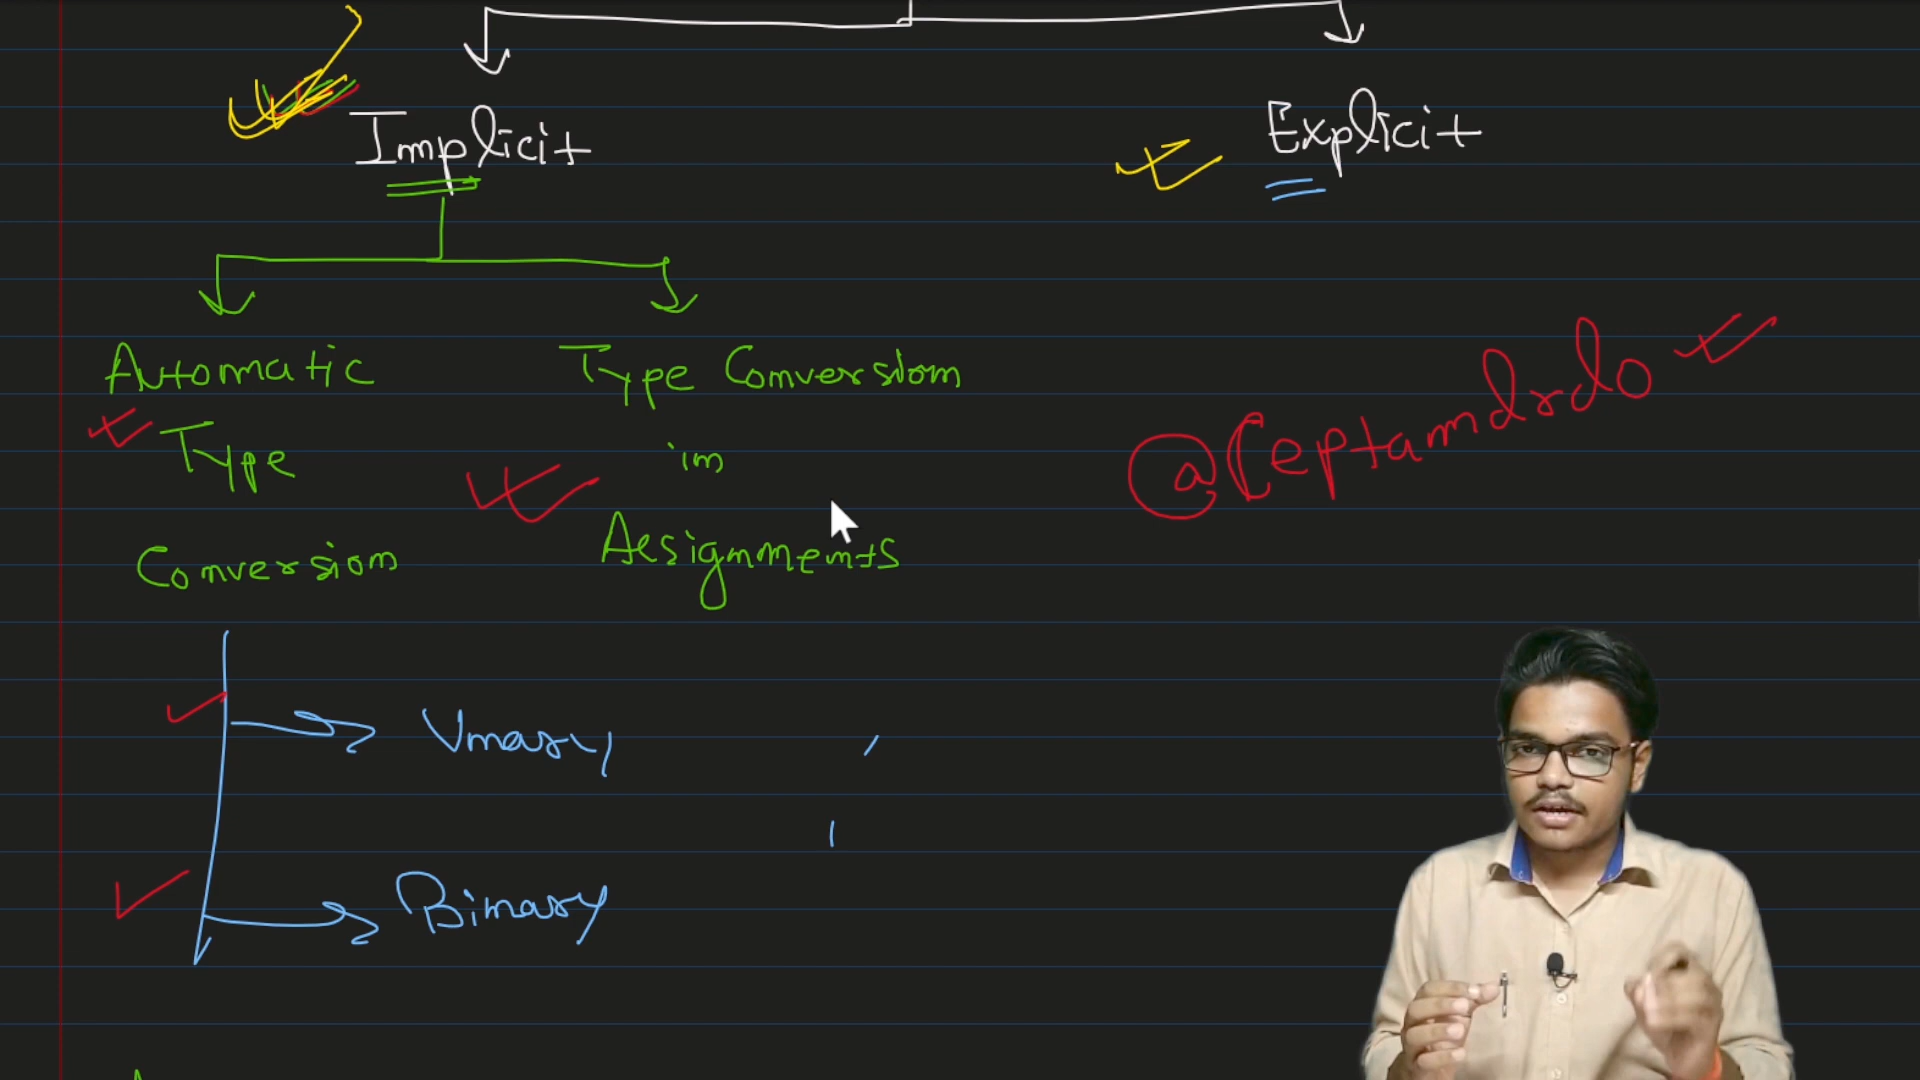 Implicit
Explicit
Automatic
Type
Conversion
Type Conversion
in
Assignments
@Ceptamdrdo
Unary
Binary